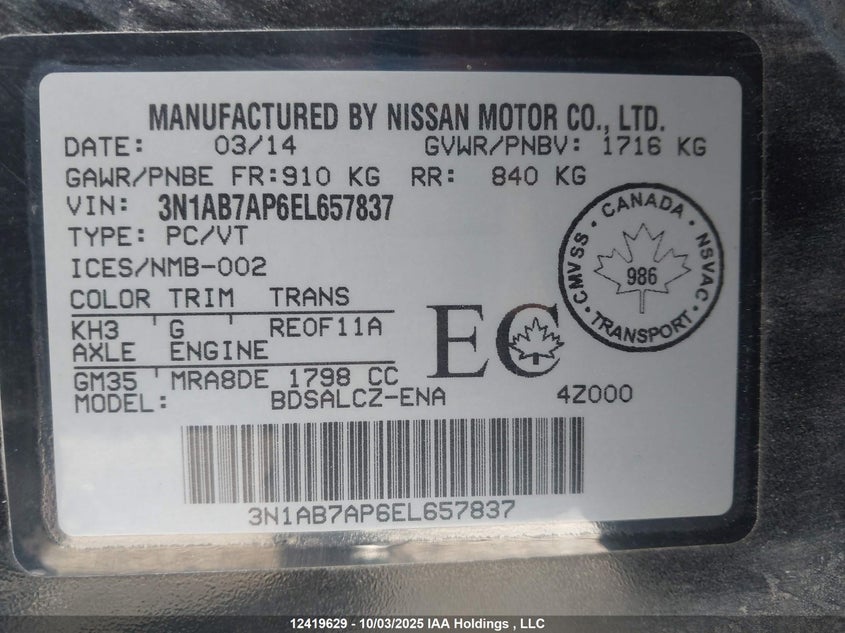 MANUFACTURED BY NISSAN MOTOR CO., LTD.
DATE: 03/14 GVWR/PNBV: 1716 KG
GAWR/PNBE FR:910 KG RR: 840 KG
VIN: 3N1AB7AP6EL657837
TYPE: PC/VT
ICES/NMB-002
COLOR TRIM TRANS
KH3 ' G ' RE0F11A
AXLE ENGINE
GM35 ' MRA8DE 1798 CC
MODEL: BDSALCZ-ENA 4Z000
EC
CANADA
CMVSS
986
NSVAC
TRANSPORT
3N1AB7AP6EL657837
12419629 - 10/03/2025 IAA Holdings , LLC